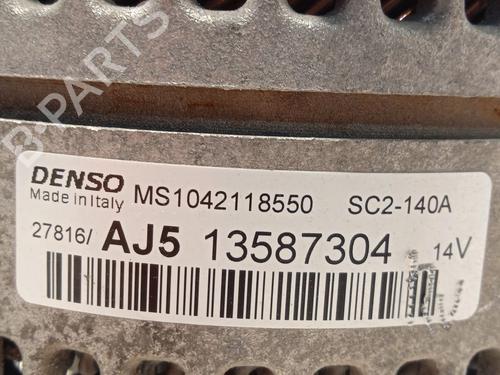 DENSO MS1042118550 SC2-140A
Made in Italy
27816/ AJ5 13587304 14V
B-PARTS